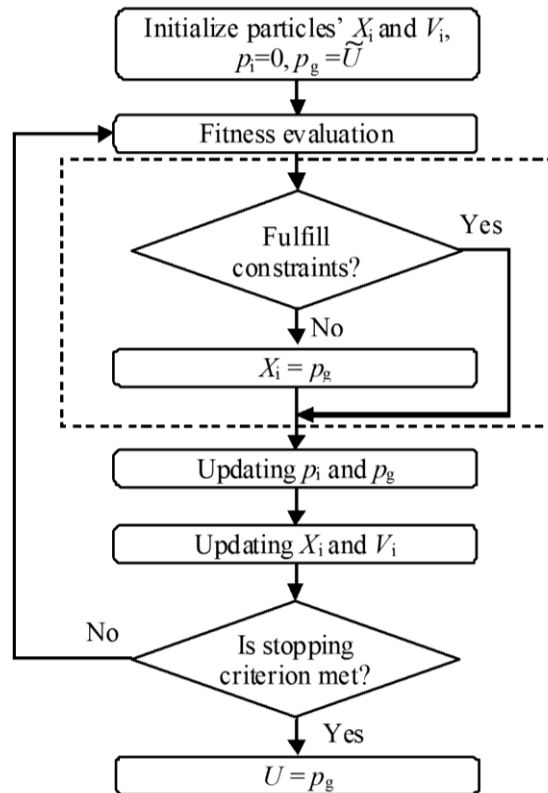 Initialize particles' Xi and Vi,
pi=0, pg =Ũ
Fitness evaluation
Yes
Fulfill
constraints?
No
Xi = pg
Updating pi and pg
Updating Xi and Vi
No
Is stopping
criterion met?
Yes
U = pg